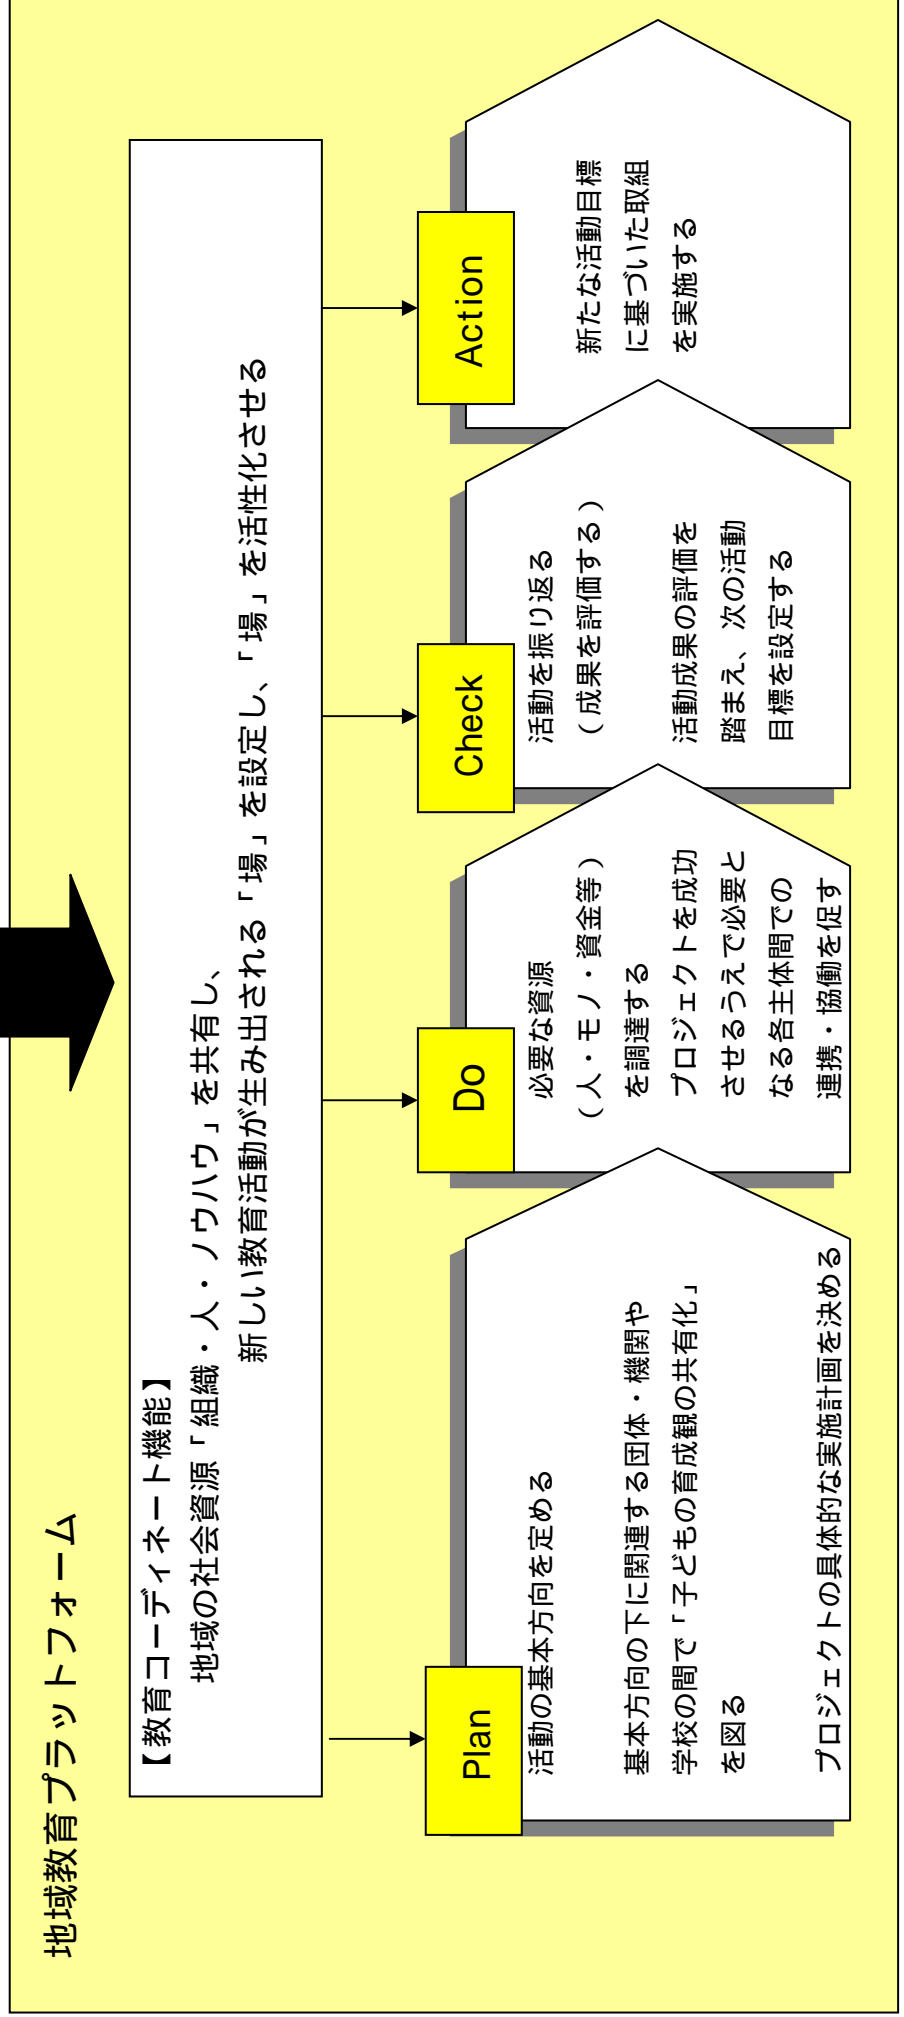 地域教育プラットフォーム
【教育コーディネート機能】
地域の社会資源「組織・人・ノウハウ」を共有し、
新しい教育活動が生み出される「場」を設定し、「場」を活性化させる
Plan
活動の基本方向を定める
基本方向の下に関連する団体・機関や
学校の間で「子どもの育成観の共有化」
を図る
プロジェクトの具体的な実施計画を決める
Do
必要な資源
(人・モノ・資金等)
を調達する
プロジェクトを成功
させるうえで必要と
なる各主体間での
連携・協働を促す
Check
活動を振り返る
(成果を評価する)
活動成果の評価を
踏まえ、次の活動
目標を設定する
Action
新たな活動目標
に基づいた取組
を実施する